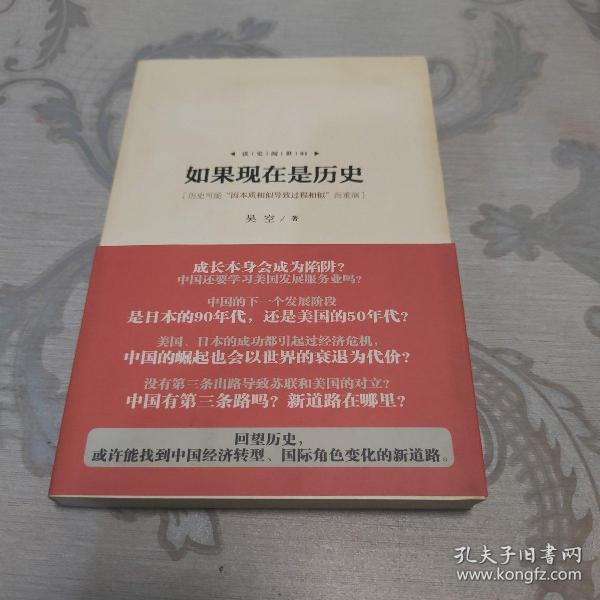 ◀ 读｜史｜阅｜世｜01 ▶
如果现在是历史
[ 历史可能“因本质相似导致过程相似”而重演 ]
吴空／著
成长本身会成为陷阱？
中国还要学习美国发展服务业吗？
中国的下一个发展阶段
是日本的90年代，还是美国的50年代？
美国、日本的成功都引起过经济危机，
中国的崛起也会以世界的衰退为代价？
没有第三条出路导致苏联和美国的对立？
中国有第三条路吗？新道路在哪里？
回望历史，
或许能找到中国经济转型、国际角色变化的新道路。
孔夫子旧书网
www.kongfz.com